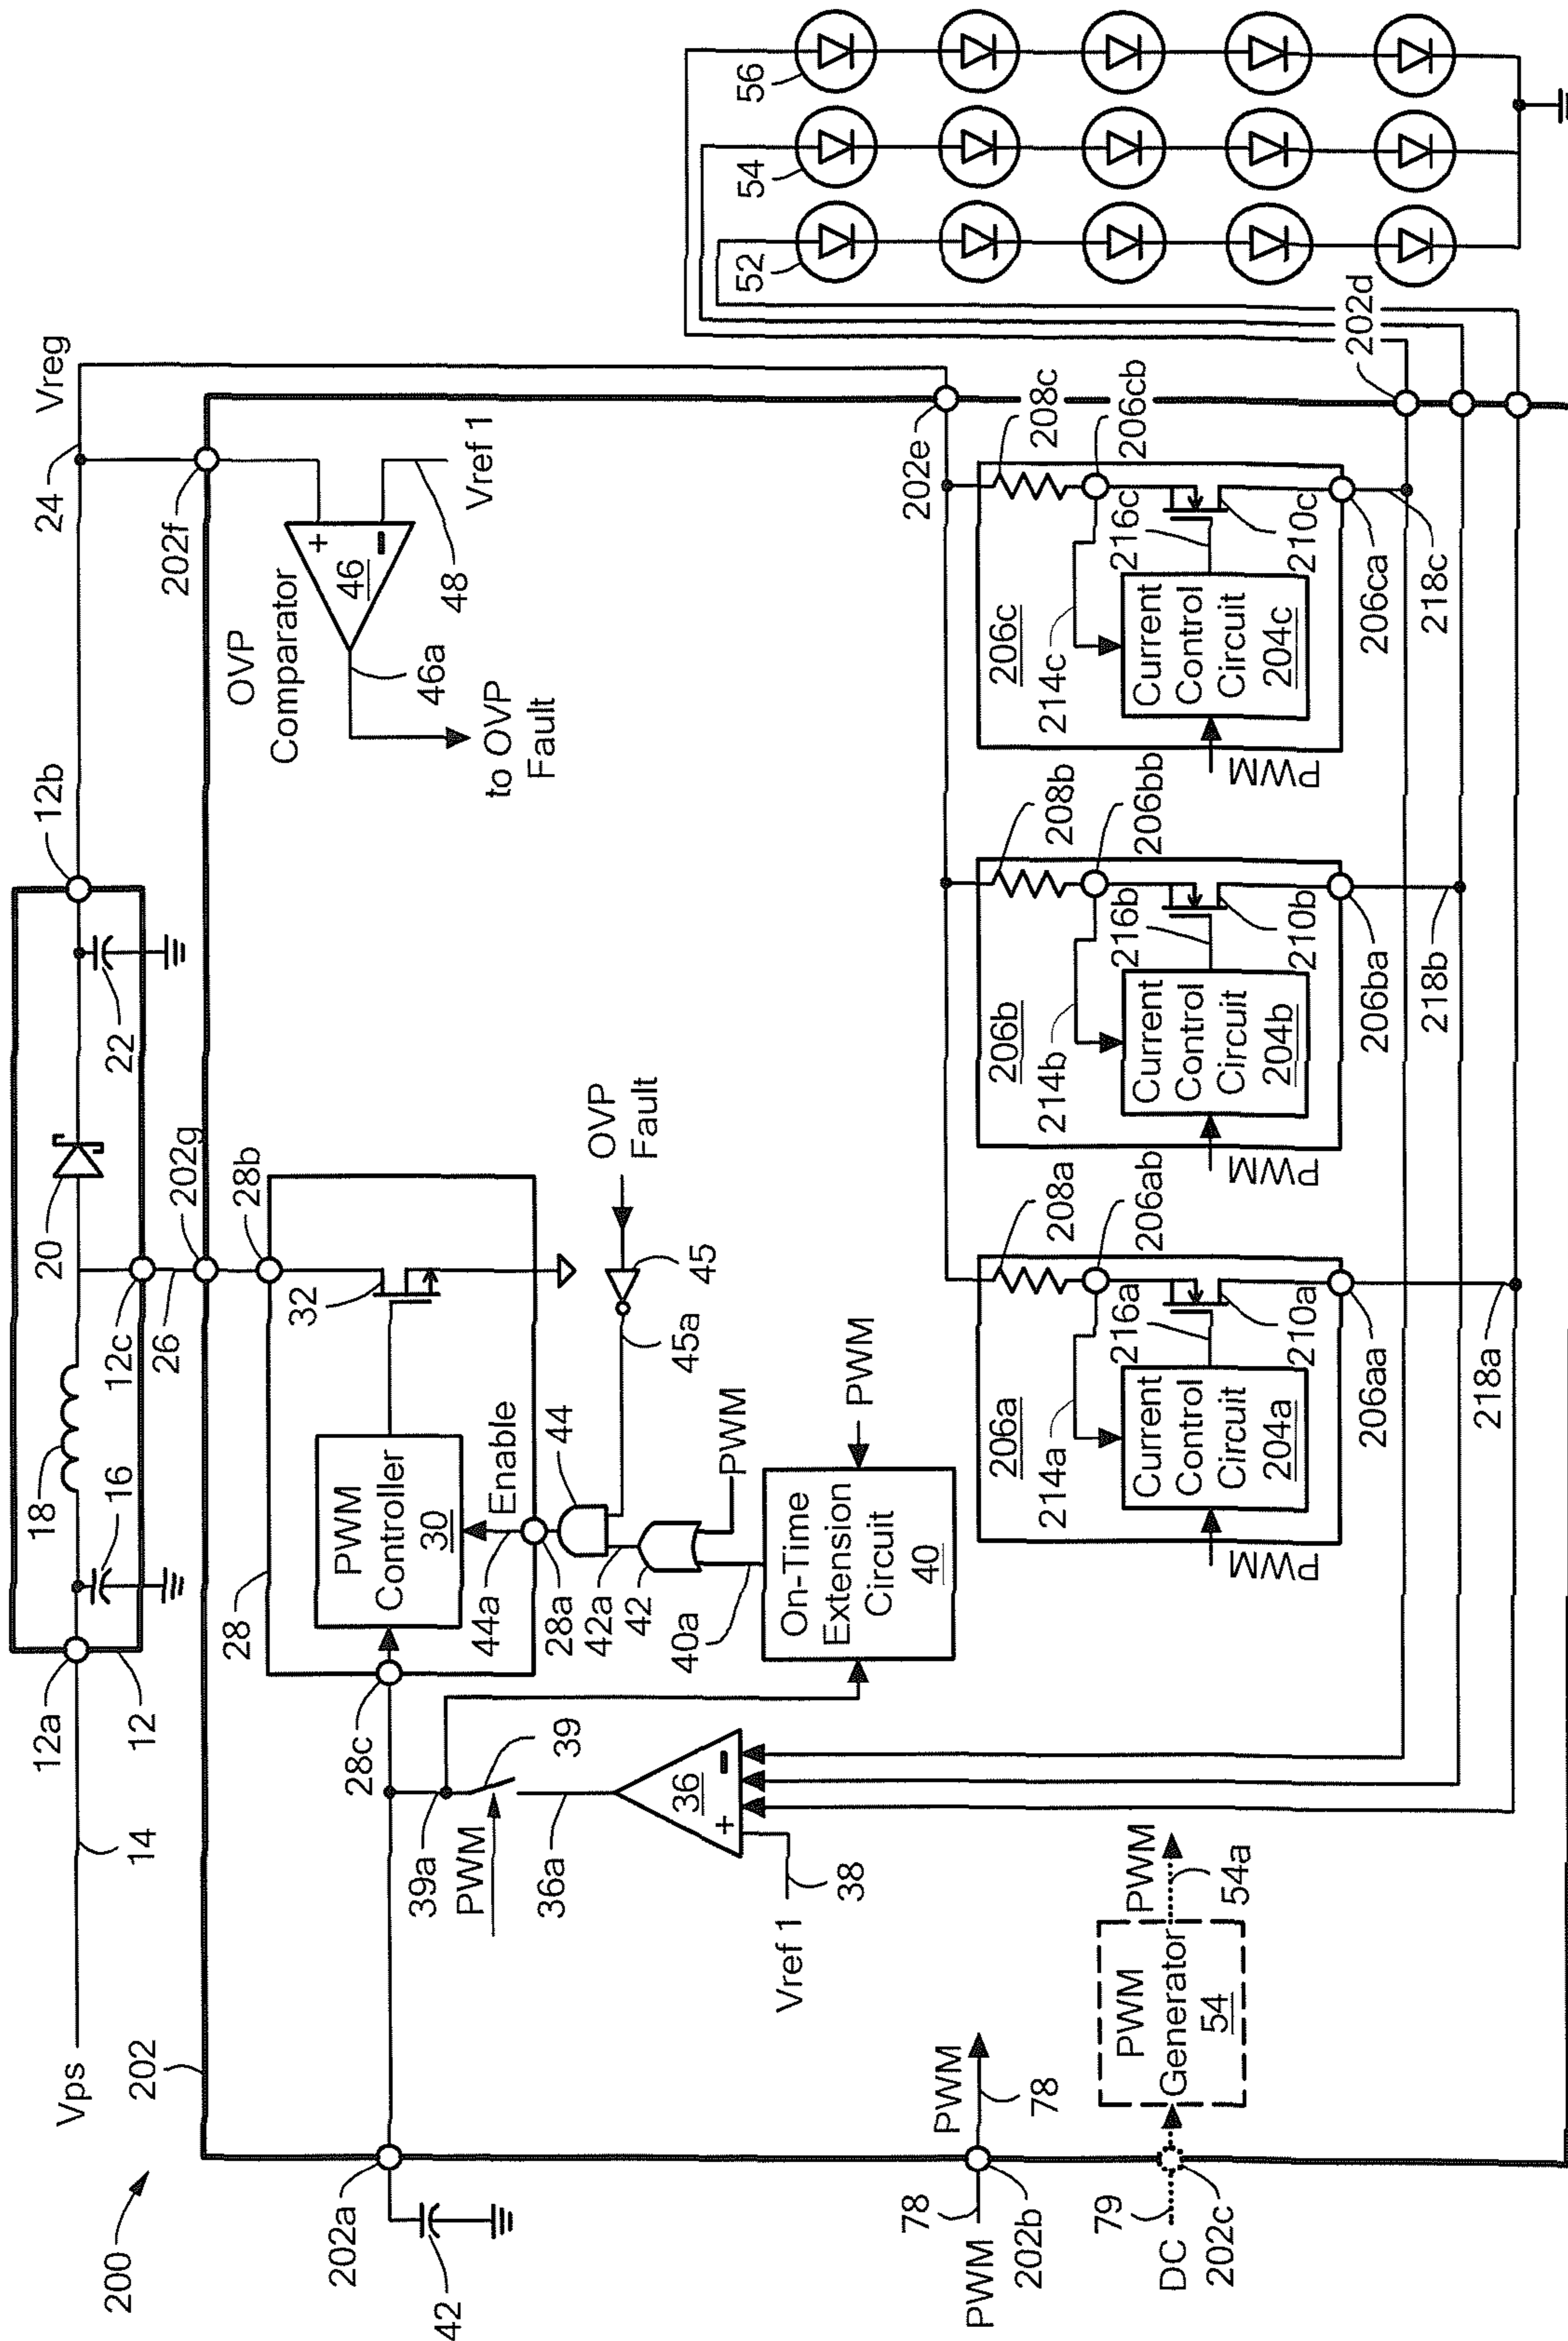 200
Vps
14
12a
12
16
18
20
22
12b
24
Vreg
202
12c
26
202g
28b
202f
28
PWM
Controller
30
32
OVP
Comparator
46
+
−
46a
48
Vref 1
to OVP
Fault
202a
42
28c
39a
39
PWM
36a
36
+
−
38
Vref 1
44a
Enable
28a
44
42a
42
PWM
40a
On-Time
Extension
Circuit
40
PWM
45
45a
OVP
Fault
78
PWM
202b
PWM
78
79
DC
202c
PWM
Generator
54
PWM
54a
202e
206a
208a
206ab
214a
216a
Current
Control
Circuit
204a
210a
PWM
206aa
218a
206b
208b
206bb
214b
216b
Current
Control
Circuit
204b
210b
PWM
206ba
218b
206c
208c
206cb
214c
216c
Current
Control
Circuit
204c
210c
PWM
206ca
218c
202d
52
54
56